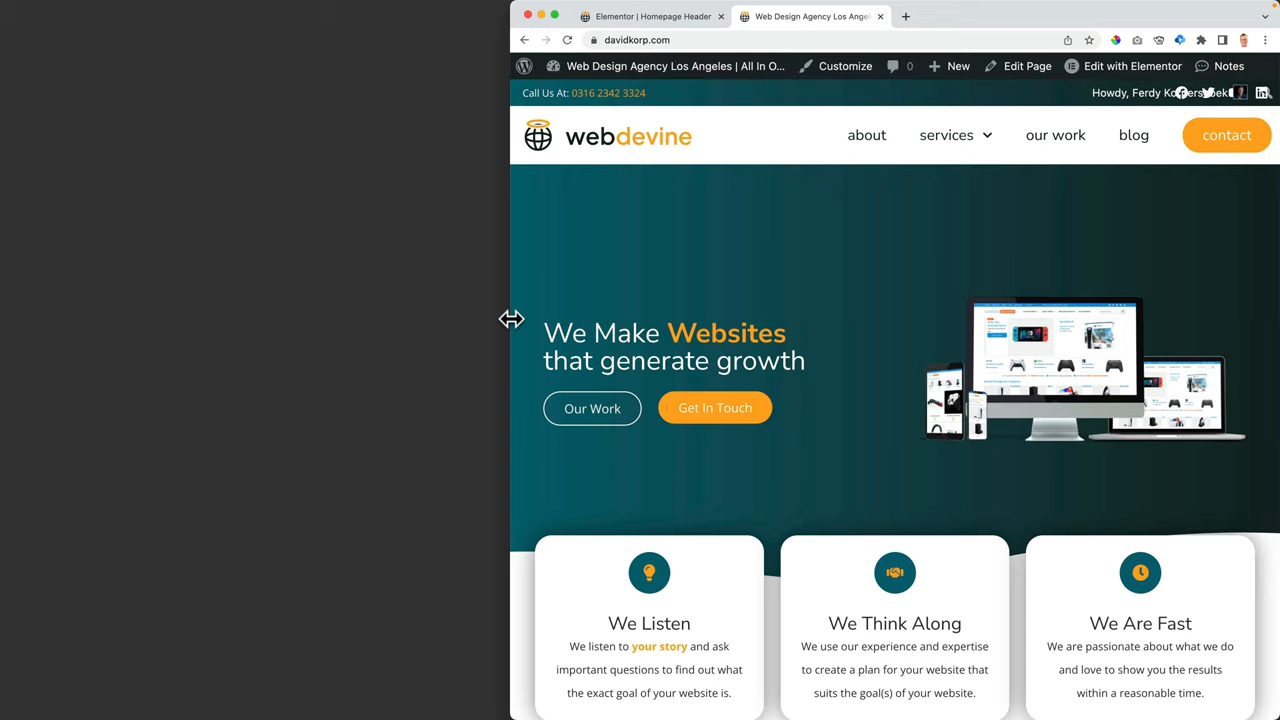 Elementor | Homepage Header
Web Design Agency Los Angel
davidkorp.com
Web Design Agency Los Angeles | All In O...
Customize
0
New
Edit Page
Edit with Elementor
Notes
Call Us At: 0316 2342 3324
Howdy, Ferdy
webdevine
about
services
our work
blog
contact
We Make Websites
that generate growth
Our Work
Get In Touch
We Listen
We listen to your story and ask
important questions to find out what
the exact goal of your website is.
We Think Along
We use our experience and expertise
to create a plan for your website that
suits the goal(s) of your website.
We Are Fast
We are passionate about what we do
and love to show you the results
within a reasonable time.